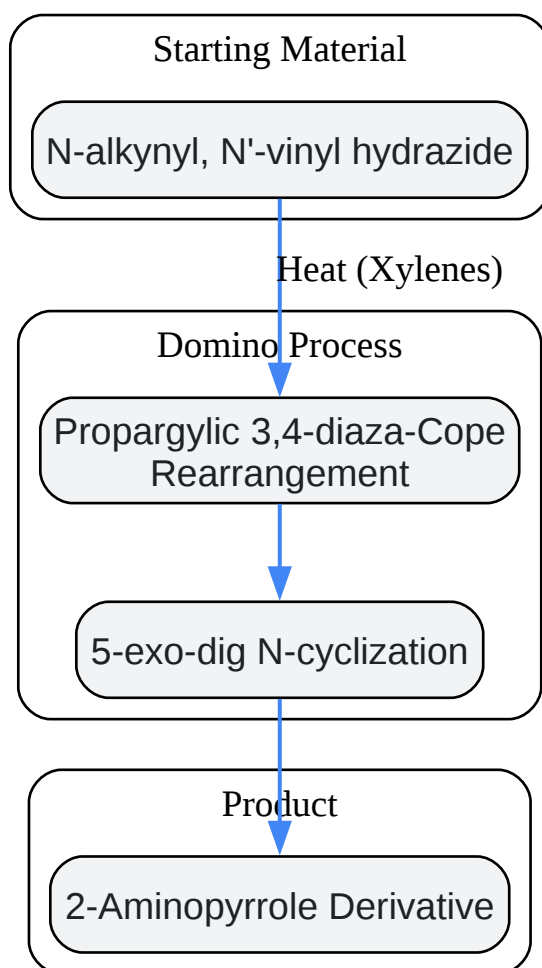 Starting Material
N-alkynyl, N'-vinyl hydrazide
Heat (Xylenes)
Domino Process
Propargylic 3,4-diaza-Cope
Rearrangement
5-exo-dig N-cyclization
Product
2-Aminopyrrole Derivative